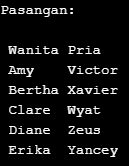 Pasangan:
Wanita Pria
Amy Victor
Bertha Xavier
Clare Wyat
Diane Zeus
Erika Yancey